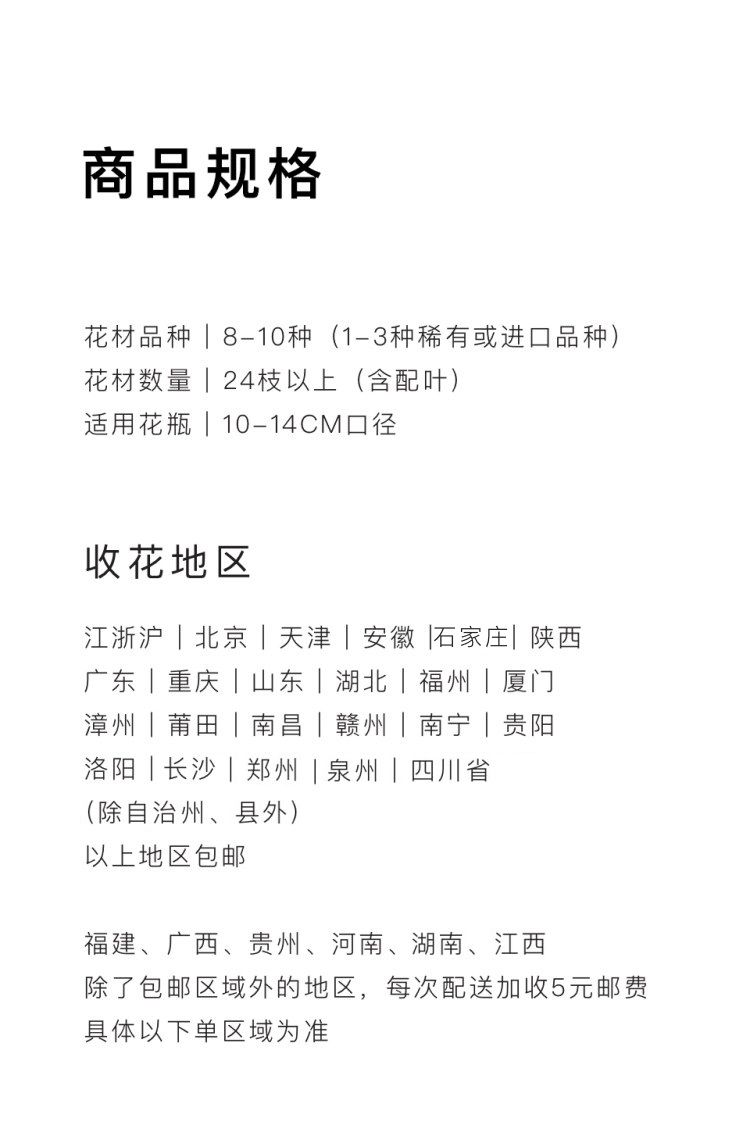 商品规格
花材品种｜8-10种（1-3种稀有或进口品种）
花材数量｜24枝以上（含配叶）
适用花瓶｜10-14CM口径
收花地区
江浙沪｜北京｜天津｜安徽｜石家庄｜陕西
广东｜重庆｜山东｜湖北｜福州｜厦门
漳州｜莆田｜南昌｜赣州｜南宁｜贵阳
洛阳｜长沙｜郑州｜泉州｜四川省
（除自治州、县外）
以上地区包邮
福建、广西、贵州、河南、湖南、江西
除了包邮区域外的地区，每次配送加收5元邮费
具体以下单区域为准